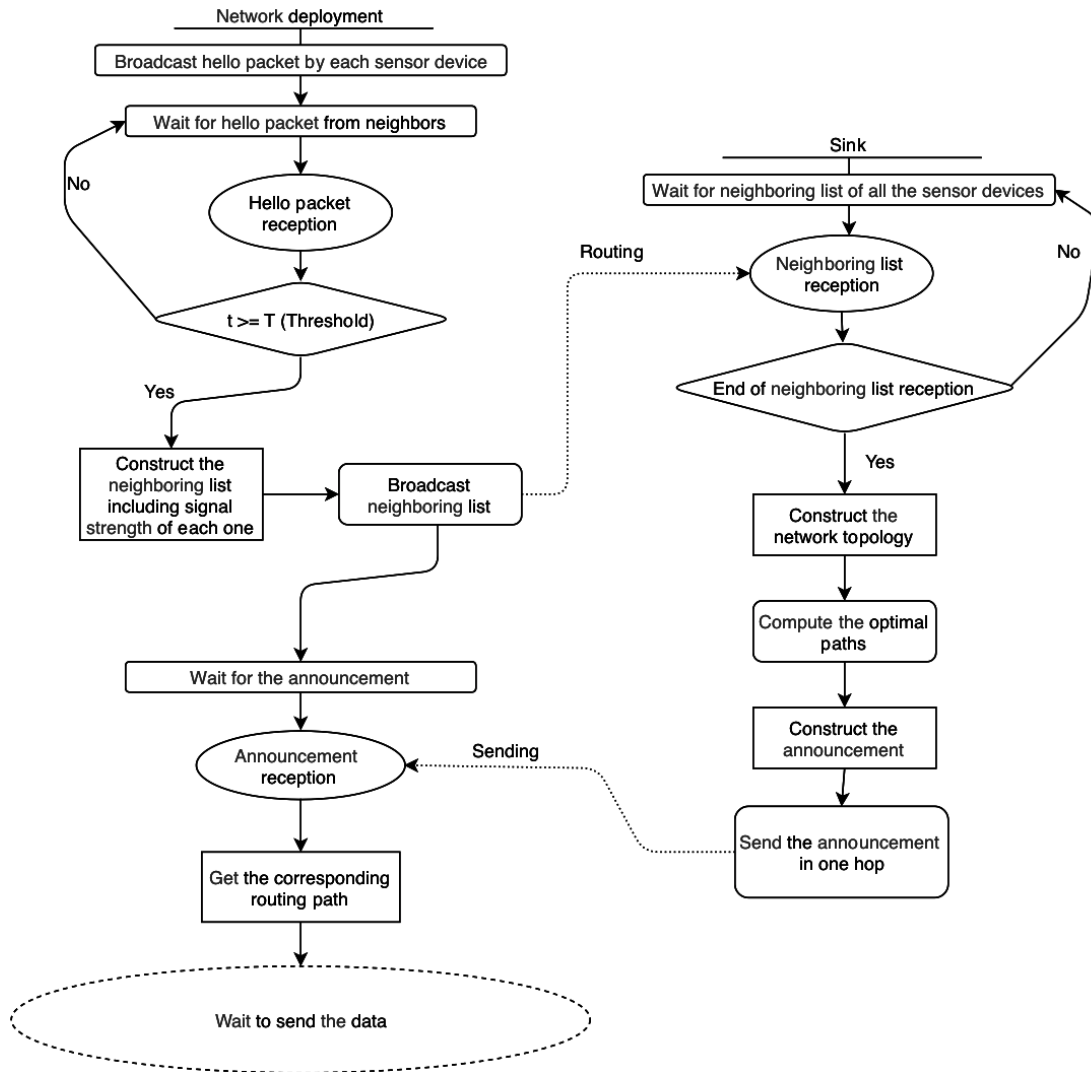 Network deployment
Broadcast hello packet by each sensor device
Wait for hello packet from neighbors
No
Hello packet
reception
t >= T (Threshold)
Yes
Construct the
neighboring list
including signal
strength of each one
Broadcast
neighboring list
Routing
Wait for the announcement
Announcement
reception
Sending
Get the corresponding
routing path
Wait to send the data
Sink
Wait for neighboring list of all the sensor devices
Neighboring list
reception
No
End of neighboring list reception
Yes
Construct the
network topology
Compute the optimal
paths
Construct the
announcement
Send the announcement
in one hop